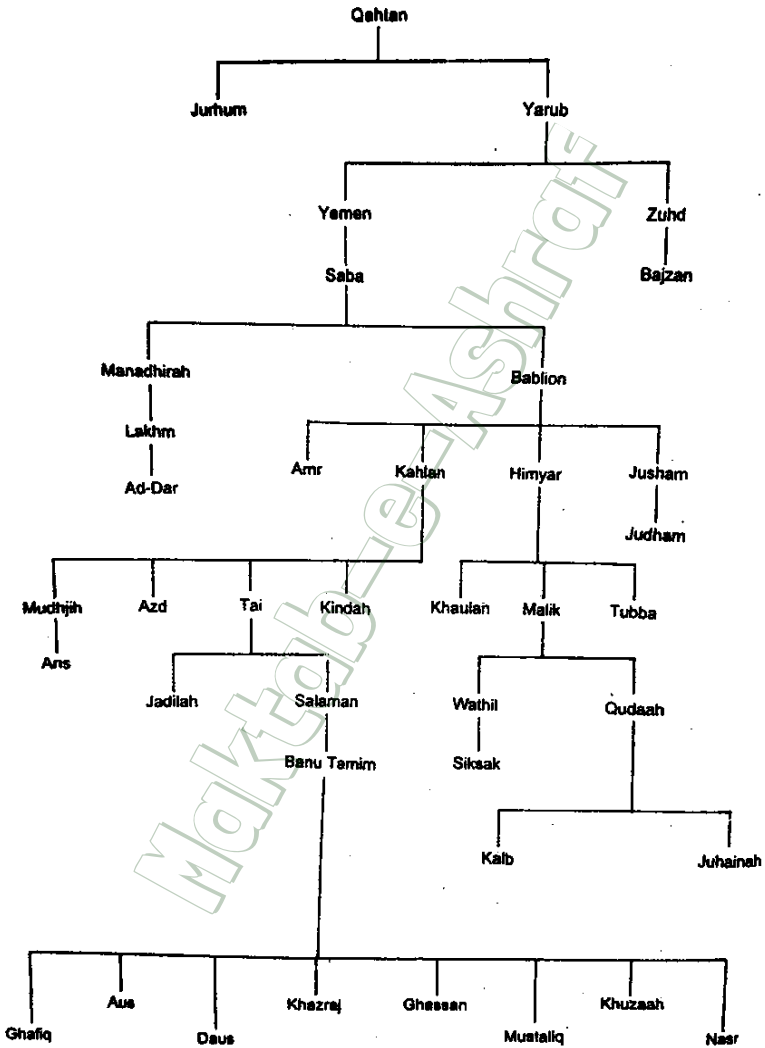 Qahtan
Jurhum Yarub
Yemen Zuhd
Saba Bajzan
Manadhirah Bablion
Lakhm
Ad-Dar
Amr Kahlan Himyar Jusham
Judham
Mudhjih Azd Tai Kindah Khaulan Malik Tubba
Ans
Jadilah Salaman Wathil Qudaah
Banu Tamim Siksak
Kalb Juhainah
Aus Khazraj Ghassan Khuzaah
Ghafiq Daus Mustaliq Nasr
Maktab-e-Ashraf